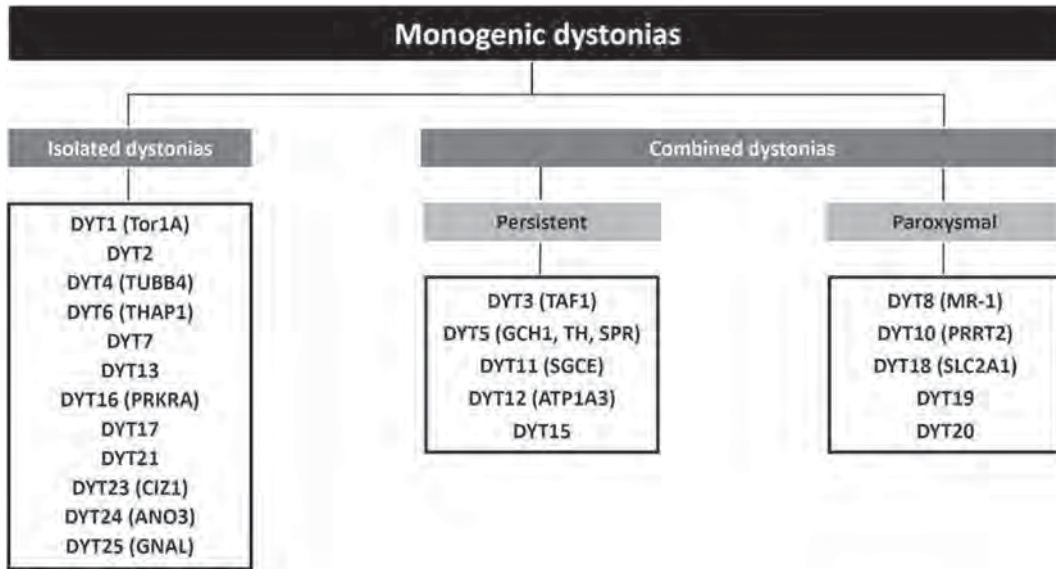 Monogenic dystonias
Isolated dystonias
DYT1 (Tor1A)
DYT2
DYT4 (TUBB4)
DYT6 (THAP1)
DYT7
DYT13
DYT16 (PRKRA)
DYT17
DYT21
DYT23 (CIZ1)
DYT24 (ANO3)
DYT25 (GNAL)
Combined dystonias
Persistent
DYT3 (TAF1)
DYT5 (GCH1, TH, SPR)
DYT11 (SGCE)
DYT12 (ATP1A3)
DYT15
Paroxysmal
DYT8 (MR-1)
DYT10 (PRRT2)
DYT18 (SLC2A1)
DYT19
DYT20